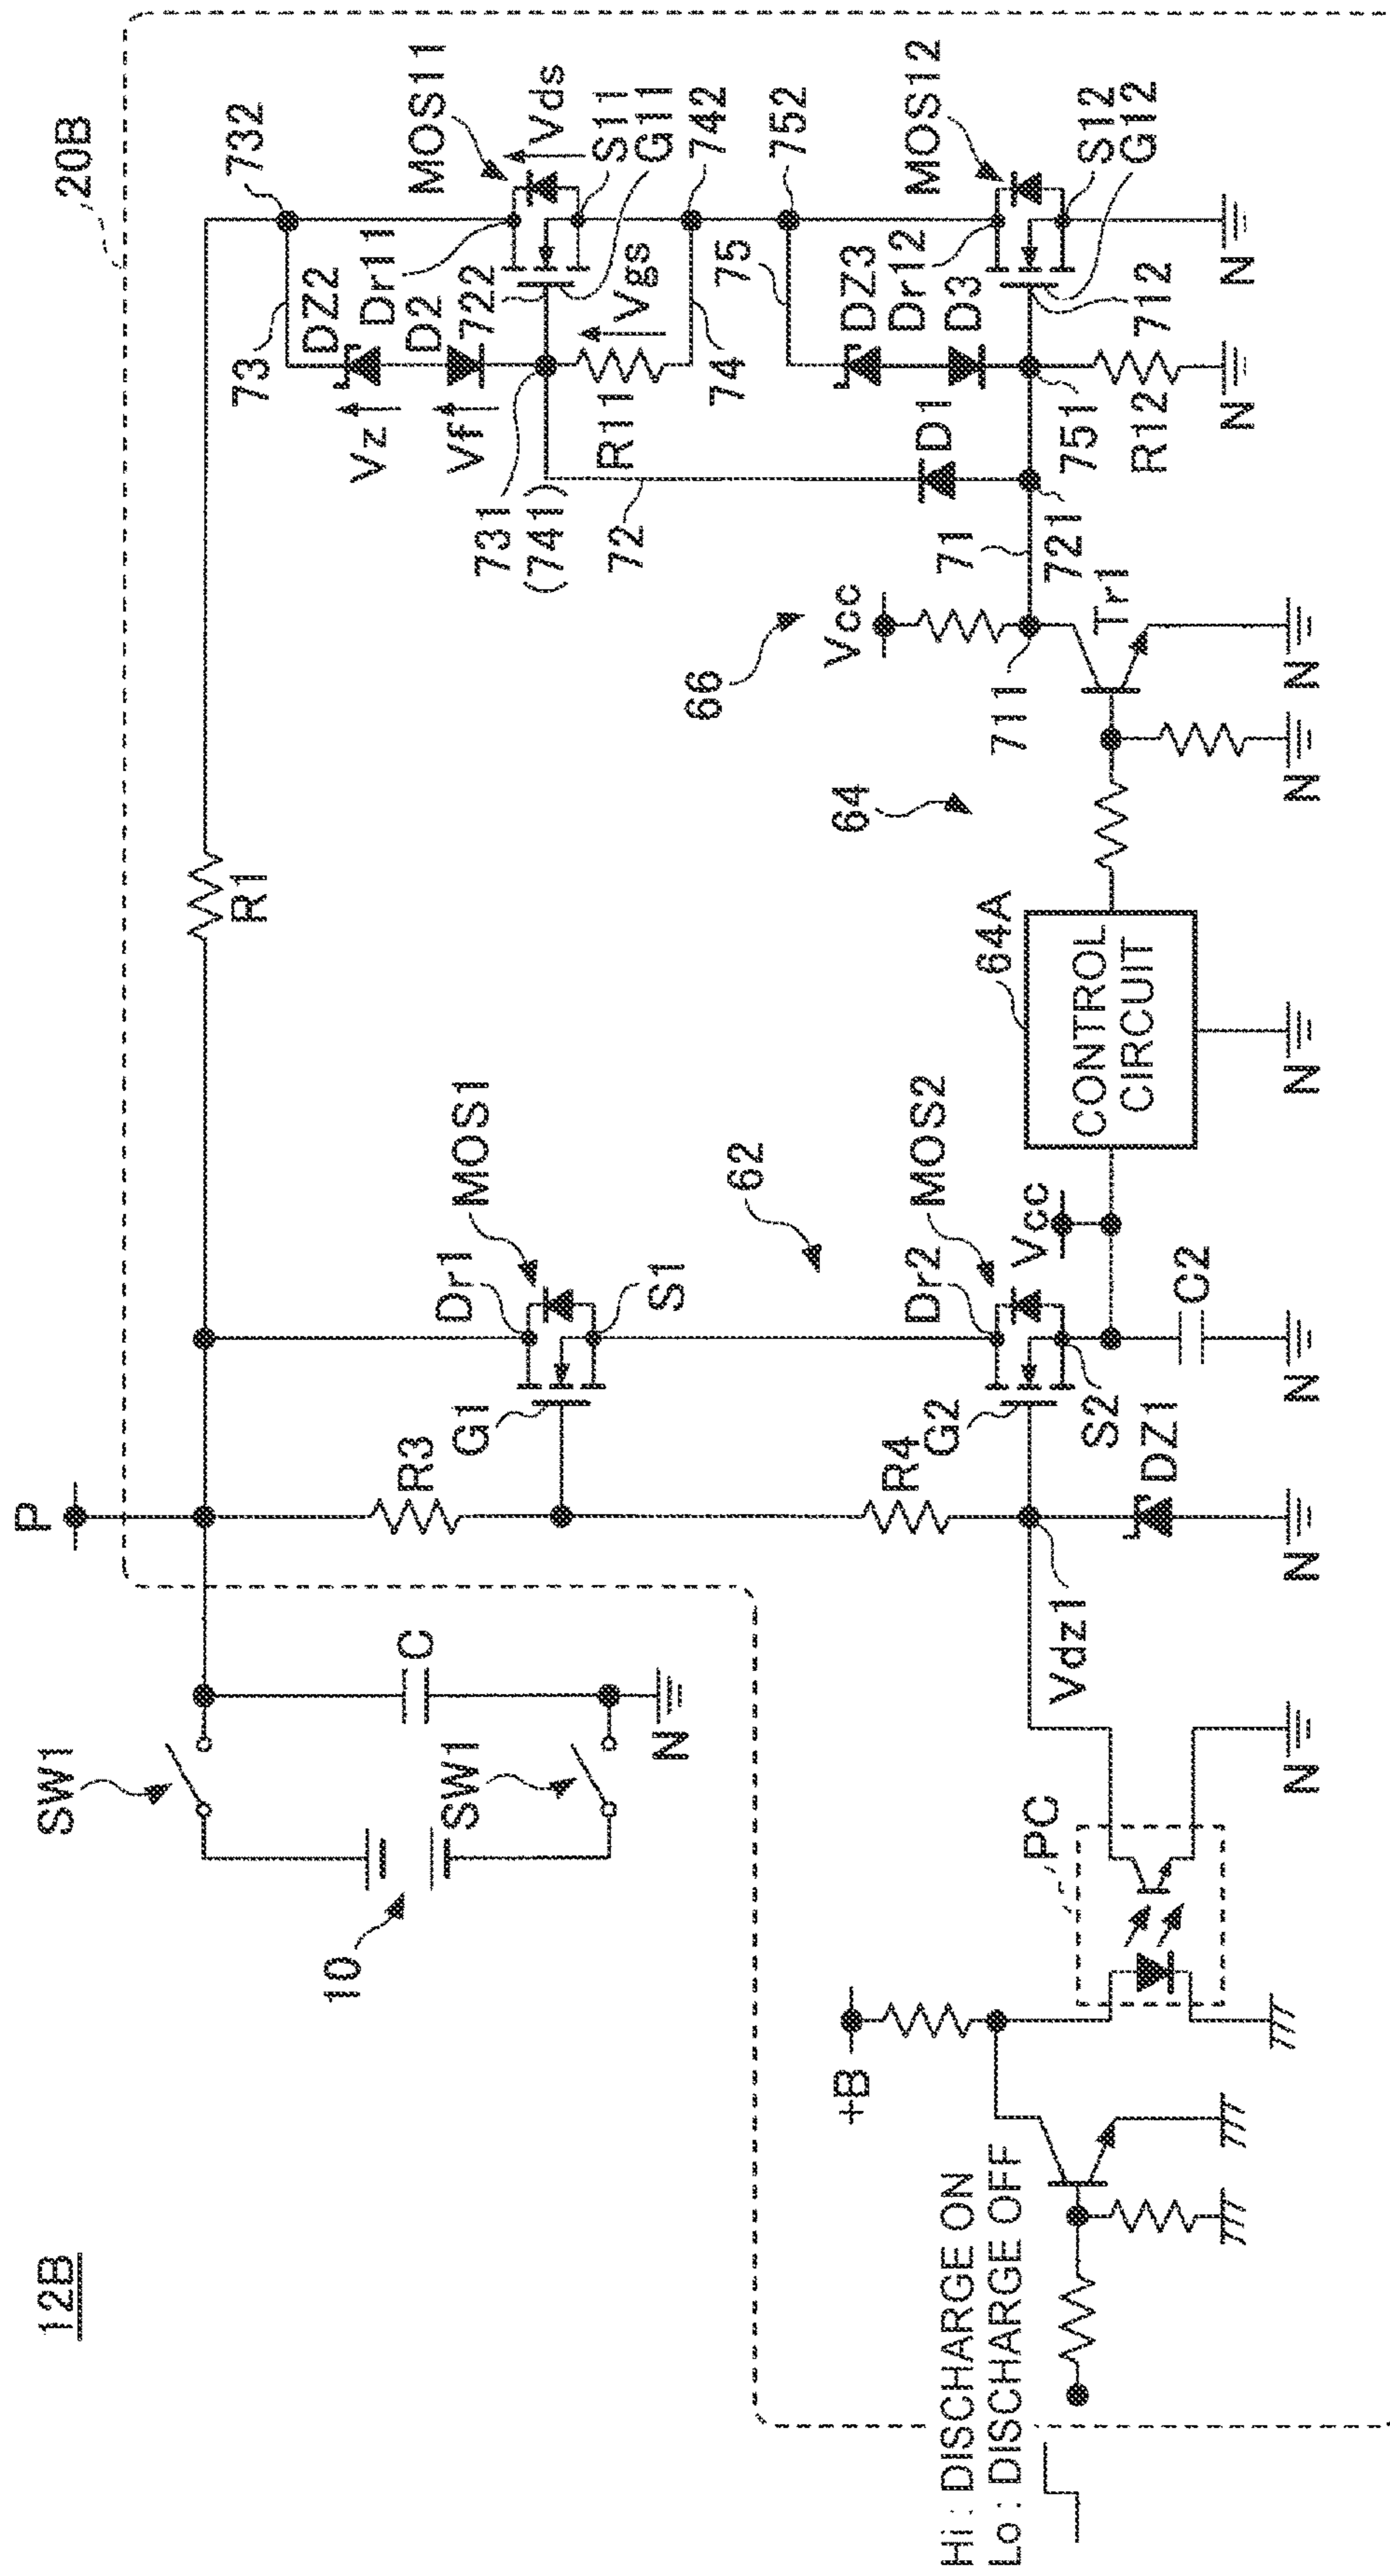 12B
20B
P
SW1
SW1
10
C
N
R3
R4
R1
G1
Dr1
S1
MOS1
62
G2
Dr2
S2
MOS2
Vcc
C2
N
DZ1
N
Vdz1
PC
N
+B
Hi : DISCHARGE ON
Lo : DISCHARGE OFF
64A
CONTROL
CIRCUIT
N
64
66
Vcc
711
Tr1
N
N
71
721
72
D1
73
732
DZ2
Vz
D2
Vf
Dr11
722
731
(741)
R11
Vgs
MOS11
Vds
S11
G11
74
742
75
752
DZ3
Dr12
D3
MOS12
S12
G12
712
751
R12
N
N